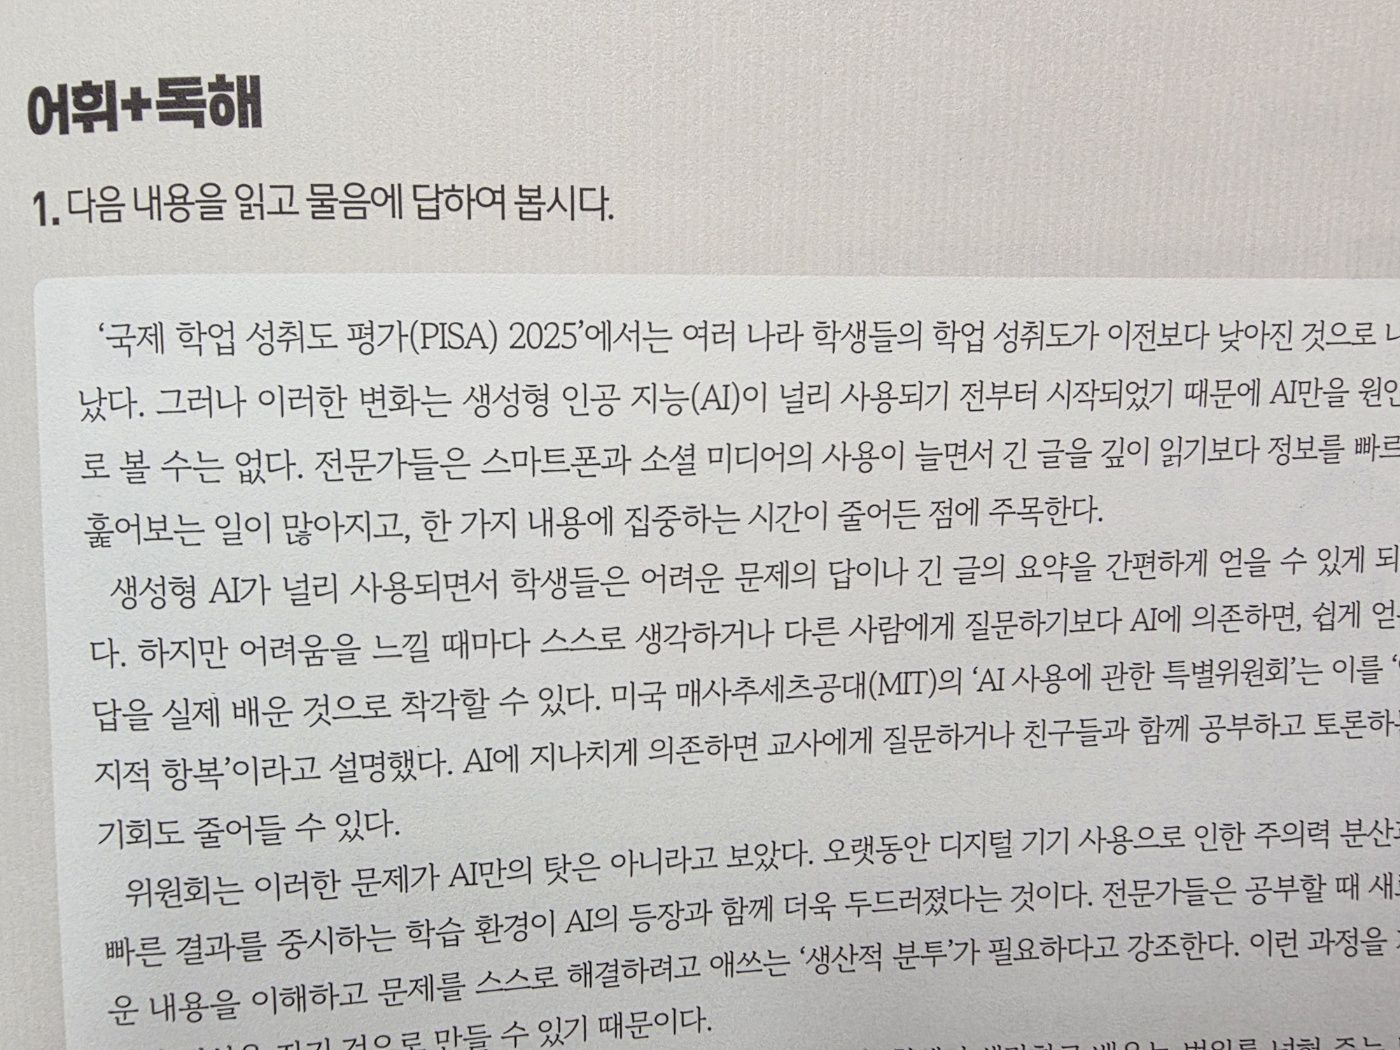 어휘+독해
1. 다음 내용을 읽고 물음에 답하여 봅시다.
‘국제 학업 성취도 평가(PISA) 2025’에서는 여러 나라 학생들의 학업 성취도가 이전보다 낮아진 것으로
났다. 그러나 이러한 변화는 생성형 인공 지능(AI)이 널리 사용되기 전부터 시작되었기 때문에 AI만을
로 볼 수는 없다. 전문가들은 스마트폰과 소셜 미디어의 사용이 늘면서 긴 글을 깊이 읽기보다 정보를
훑어보는 일이 많아지고, 한 가지 내용에 집중하는 시간이 줄어든 점에 주목한다.
생성형 AI가 널리 사용되면서 학생들은 어려운 문제의 답이나 긴 글의 요약을 간편하게 얻을 수 있게
다. 하지만 어려움을 느낄 때마다 스스로 생각하거나 다른 사람에게 질문하기보다 AI에 의존하면, 쉽게
답을 실제 배운 것으로 착각할 수 있다. 미국 매사추세츠공대(MIT)의 ‘AI 사용에 관한 특별위원회’는 이를
지적 항복’이라고 설명했다. AI에 지나치게 의존하면 교사에게 질문하거나 친구들과 함께 공부하고
기회도 줄어들 수 있다.
위원회는 이러한 문제가 AI만의 탓은 아니라고 보았다. 오랫동안 디지털 기기 사용으로 인한 주의력
빠른 결과를 중시하는 학습 환경이 AI의 등장과 함께 더욱 두드러졌다는 것이다. 전문가들은 공부할 때
운 내용을 이해하고 문제를 스스로 해결하려고 애쓰는 ‘생산적 분투’가 필요하다고 강조한다. 이런 과정을
자기 것으로 만들 수 있기 때문이다.